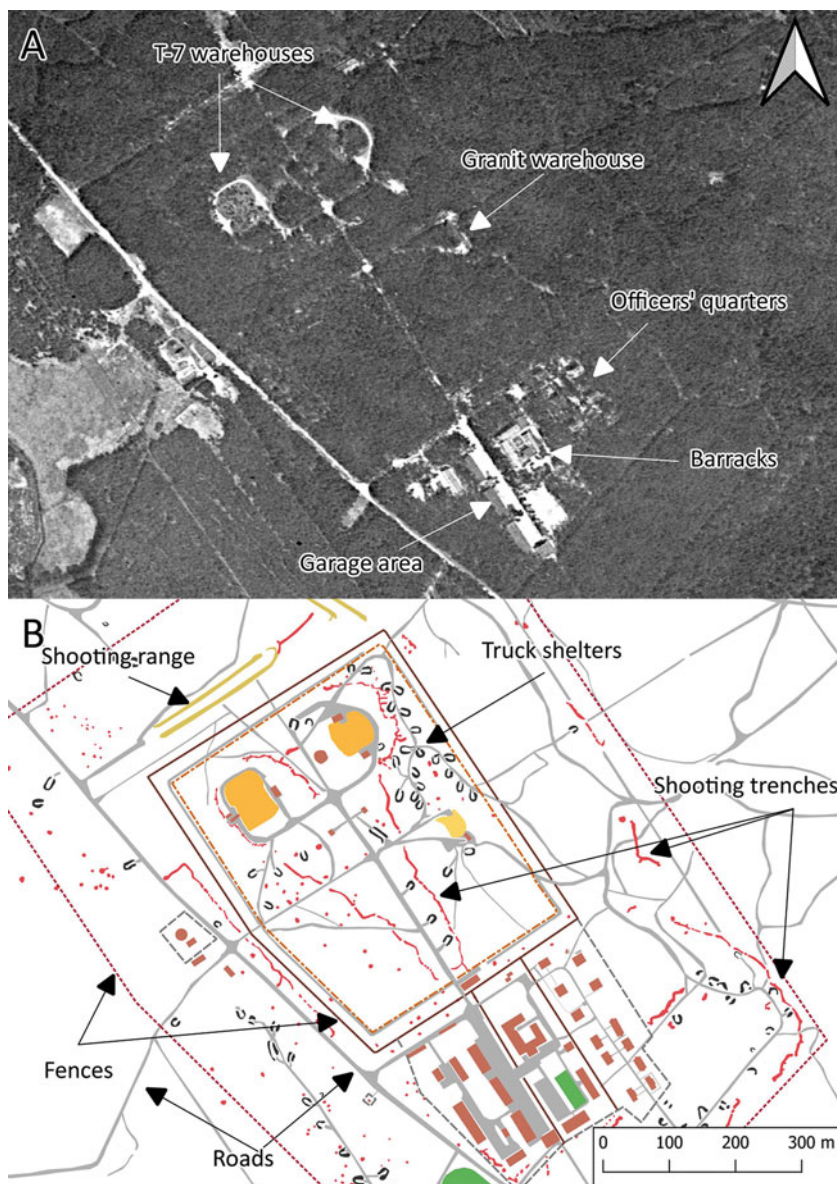 A
T-7 warehouses
Granit warehouse
Officers' quarters
Barracks
Garage area
B
Shooting range
Truck shelters
Shooting trenches
Fences
Roads
0 100 200 300 m